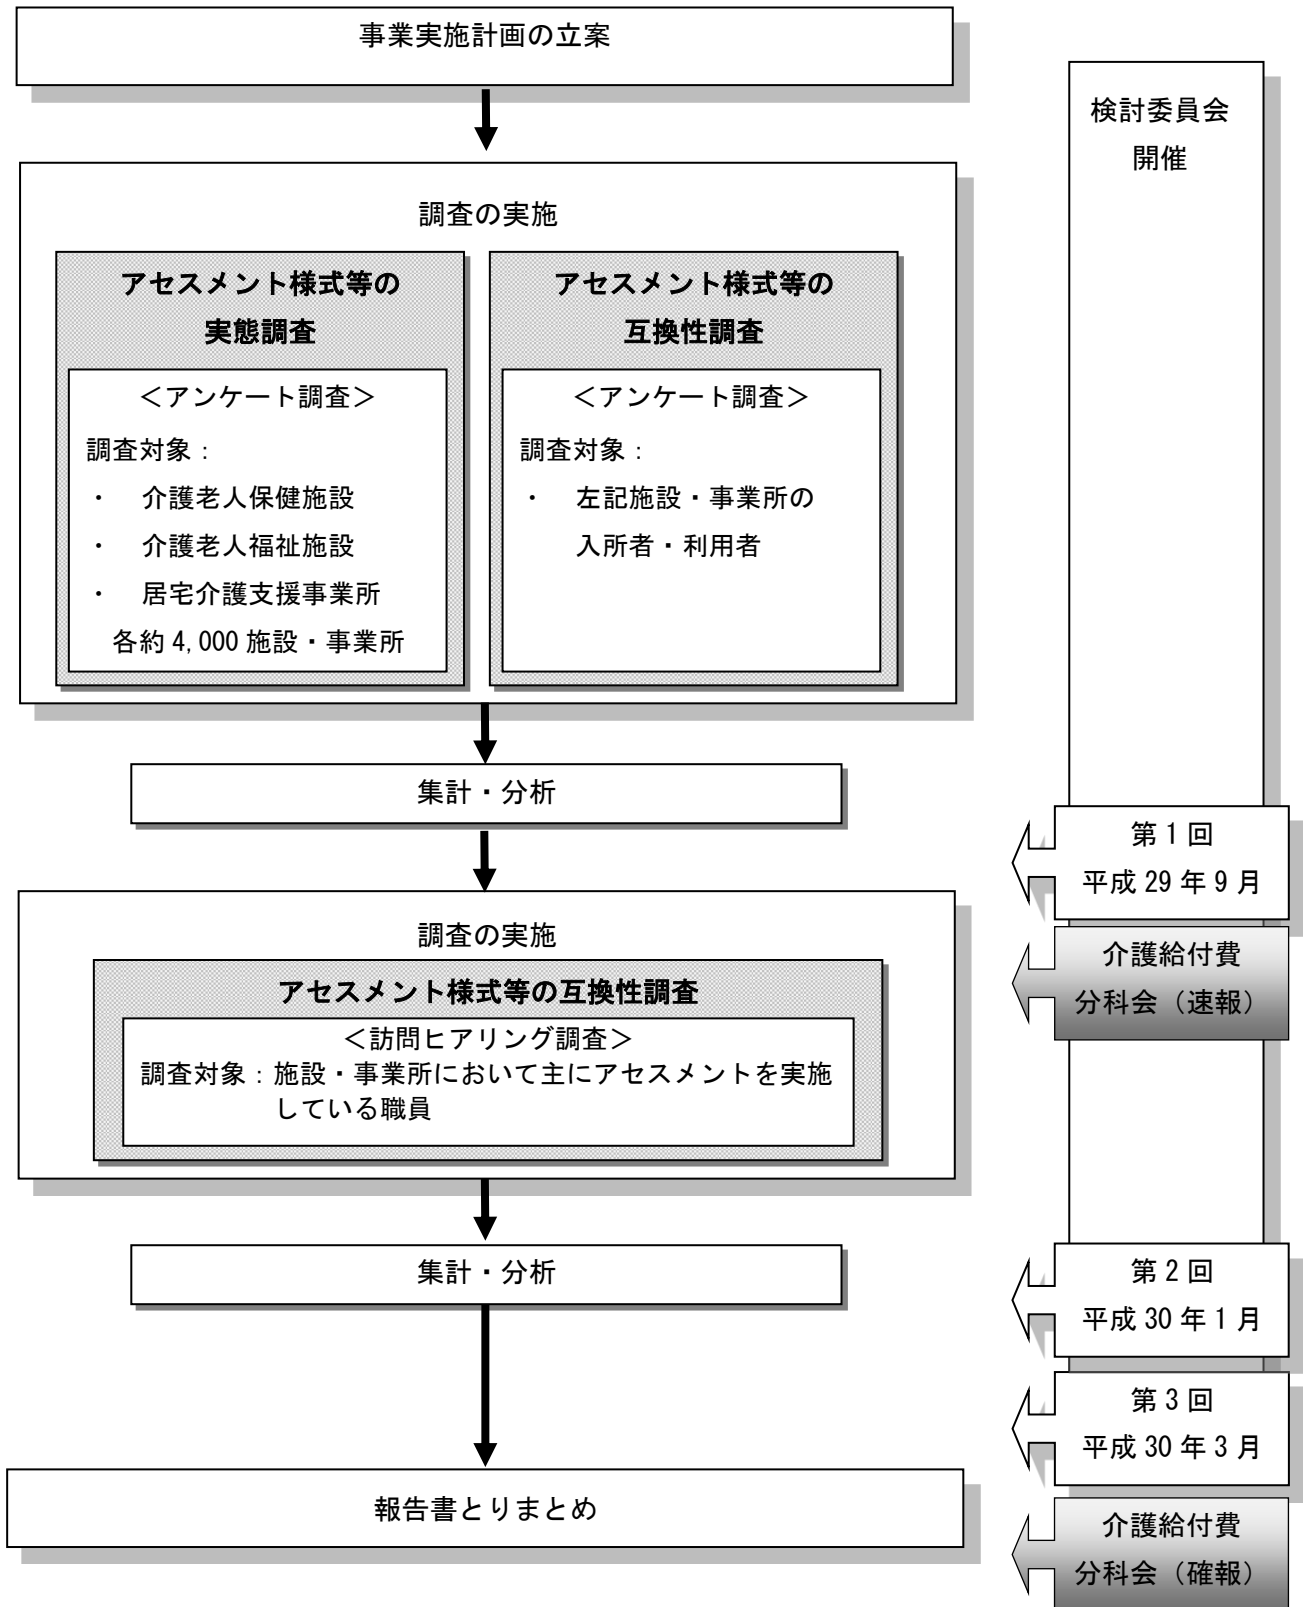 事業実施計画の立案
調査の実施
アセスメント様式等の
実態調査
＜アンケート調査＞
調査対象：
・　介護老人保健施設
・　介護老人福祉施設
・　居宅介護支援事業所
各約 4,000 施設・事業所
アセスメント様式等の
互換性調査
＜アンケート調査＞
調査対象：
・　左記施設・事業所の
入所者・利用者
集計・分析
調査の実施
アセスメント様式等の互換性調査
＜訪問ヒアリング調査＞
調査対象：施設・事業所において主にアセスメントを実施
している職員
集計・分析
報告書とりまとめ
検討委員会
開催
第 1 回
平成 29 年 9 月
介護給付費
分科会（速報）
第 2 回
平成 30 年 1 月
第 3 回
平成 30 年 3 月
介護給付費
分科会（確報）